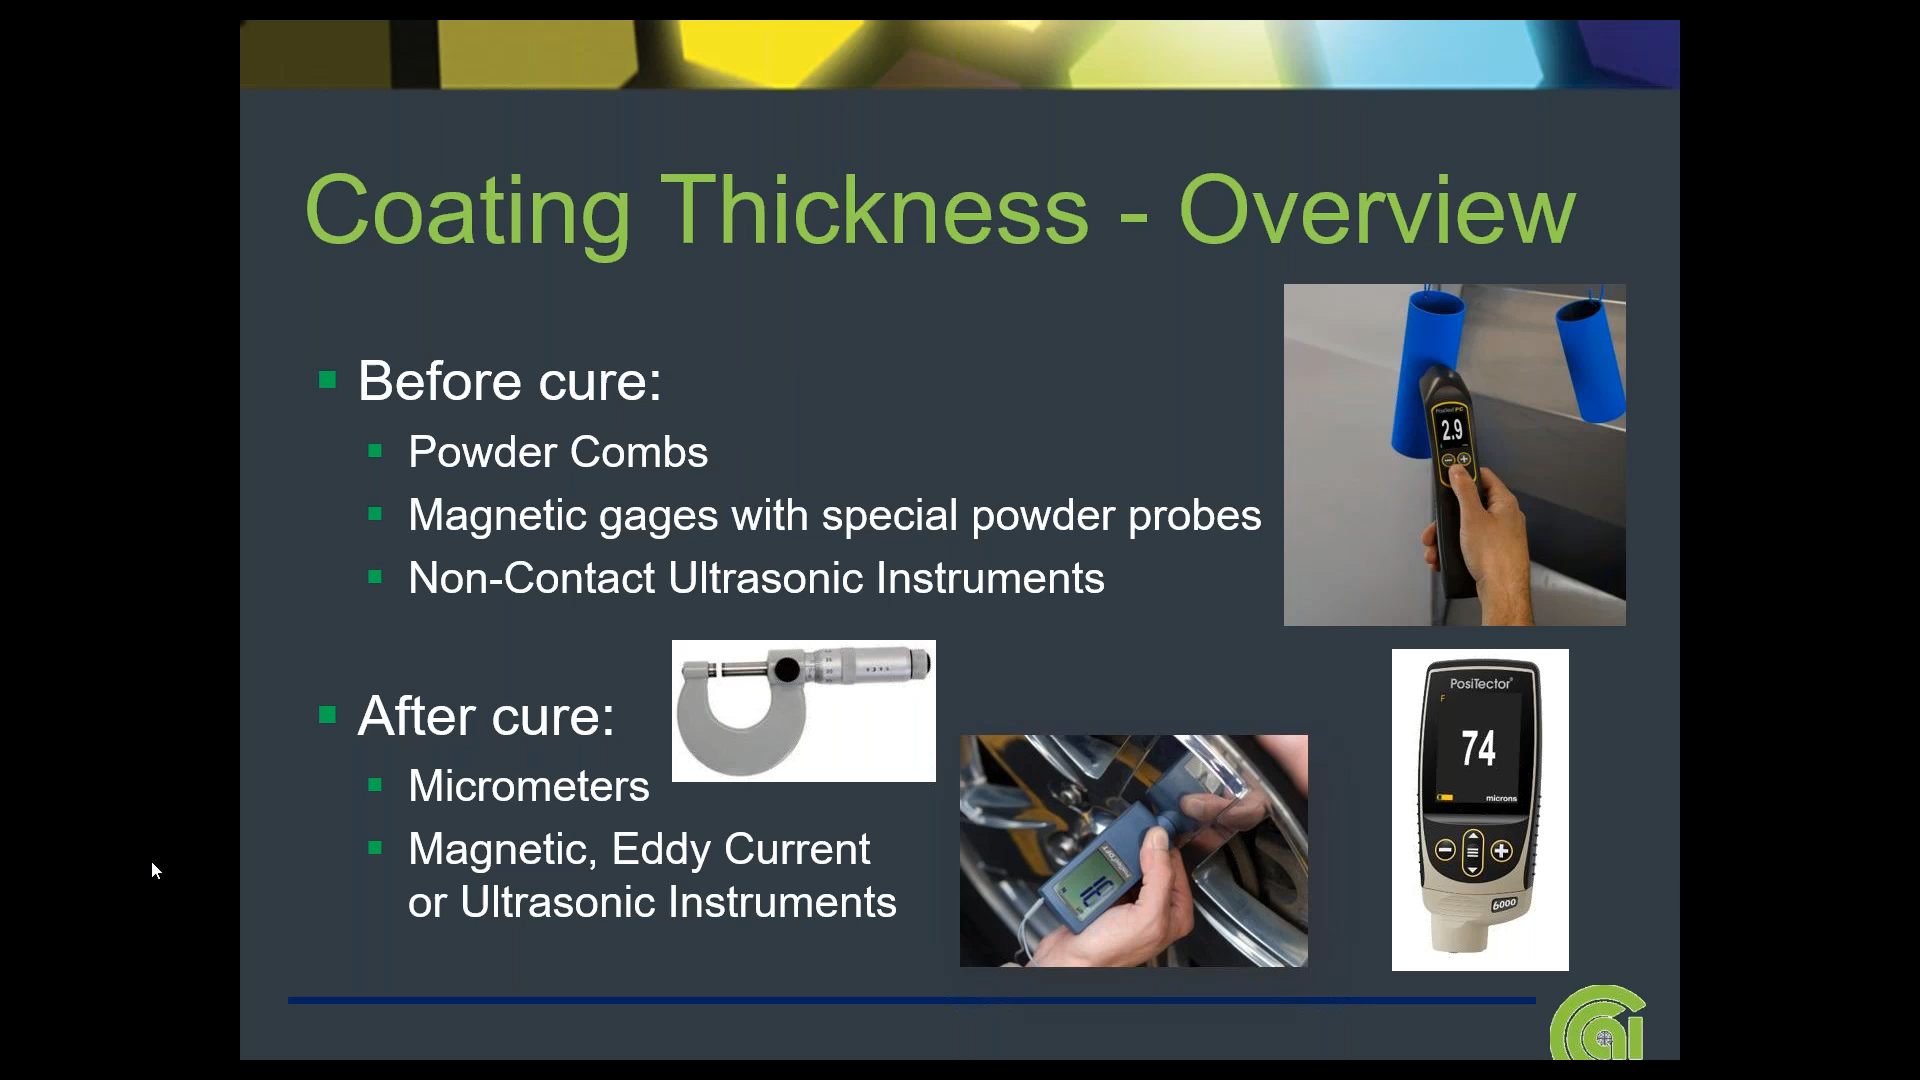 Coating Thickness - Overview
Before cure:
Powder Combs
Magnetic gages with special powder probes
Non-Contact Ultrasonic Instruments
2.9
After cure:
Micrometers
Magnetic, Eddy Current
or Ultrasonic Instruments
PosiTector
F
74
microns
6000
ccai